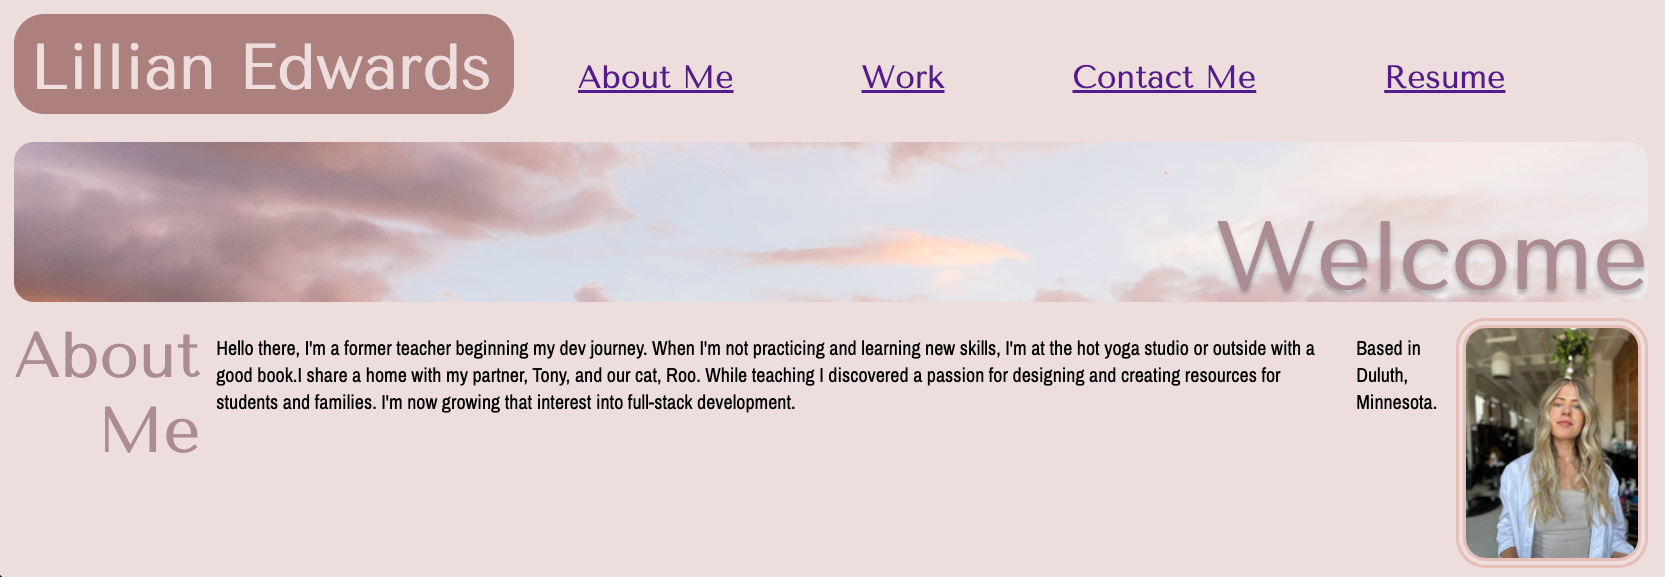 Lillian Edwards
About Me
Work
Contact Me
Resume
Welcome
About
Me
Hello there, I'm a former teacher beginning my dev journey. When I'm not practicing and learning new skills, I'm at the hot yoga studio or outside with a
good book.I share a home with my partner, Tony, and our cat, Roo. While teaching I discovered a passion for designing and creating resources for
students and families. I'm now growing that interest into full-stack development.
Based in
Duluth,
Minnesota.